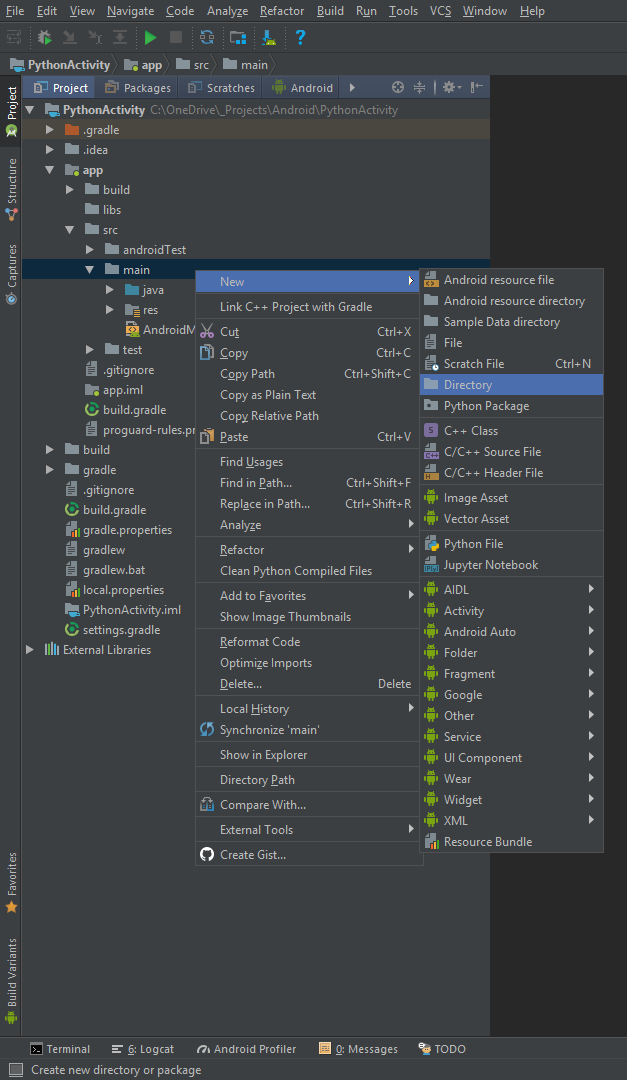 File Edit View Navigate Code Analyze Refactor Build Run Tools VCS Window Help
PythonActivity app src main
Project Packages Scratches Android
PythonActivity C:\OneDrive\_Projects\Android\PythonActivity
.gradle
.idea
app
build
libs
src
androidTest
main
java
res
AndroidM
test
.gitignore
app.iml
build.gradle
proguard-rules.pr
build
gradle
.gitignore
build.gradle
gradle.properties
gradlew
gradlew.bat
local.properties
PythonActivity.iml
settings.gradle
External Libraries
New
Link C++ Project with Gradle
Cut Ctrl+X
Copy Ctrl+C
Copy Path Ctrl+Shift+C
Copy as Plain Text
Copy Relative Path
Paste Ctrl+V
Find Usages
Find in Path... Ctrl+Shift+F
Replace in Path... Ctrl+Shift+R
Analyze
Refactor
Clean Python Compiled Files
Add to Favorites
Show Image Thumbnails
Reformat Code
Optimize Imports
Delete... Delete
Local History
Synchronize 'main'
Show in Explorer
Directory Path
Compare With...
External Tools
Create Gist...
Android resource file
Android resource directory
Sample Data directory
File
Scratch File Ctrl+N
Directory
Python Package
S C++ Class
C/C++ Source File
C/C++ Header File
Image Asset
Vector Asset
Python File
Jupyter Notebook
AIDL
Activity
Android Auto
Folder
Fragment
Google
Other
Service
UI Component
Wear
Widget
XML
Resource Bundle
Project
Structure
Captures
Favorites
Build Variants
Terminal 6: Logcat Android Profiler 0: Messages TODO
Create new directory or package